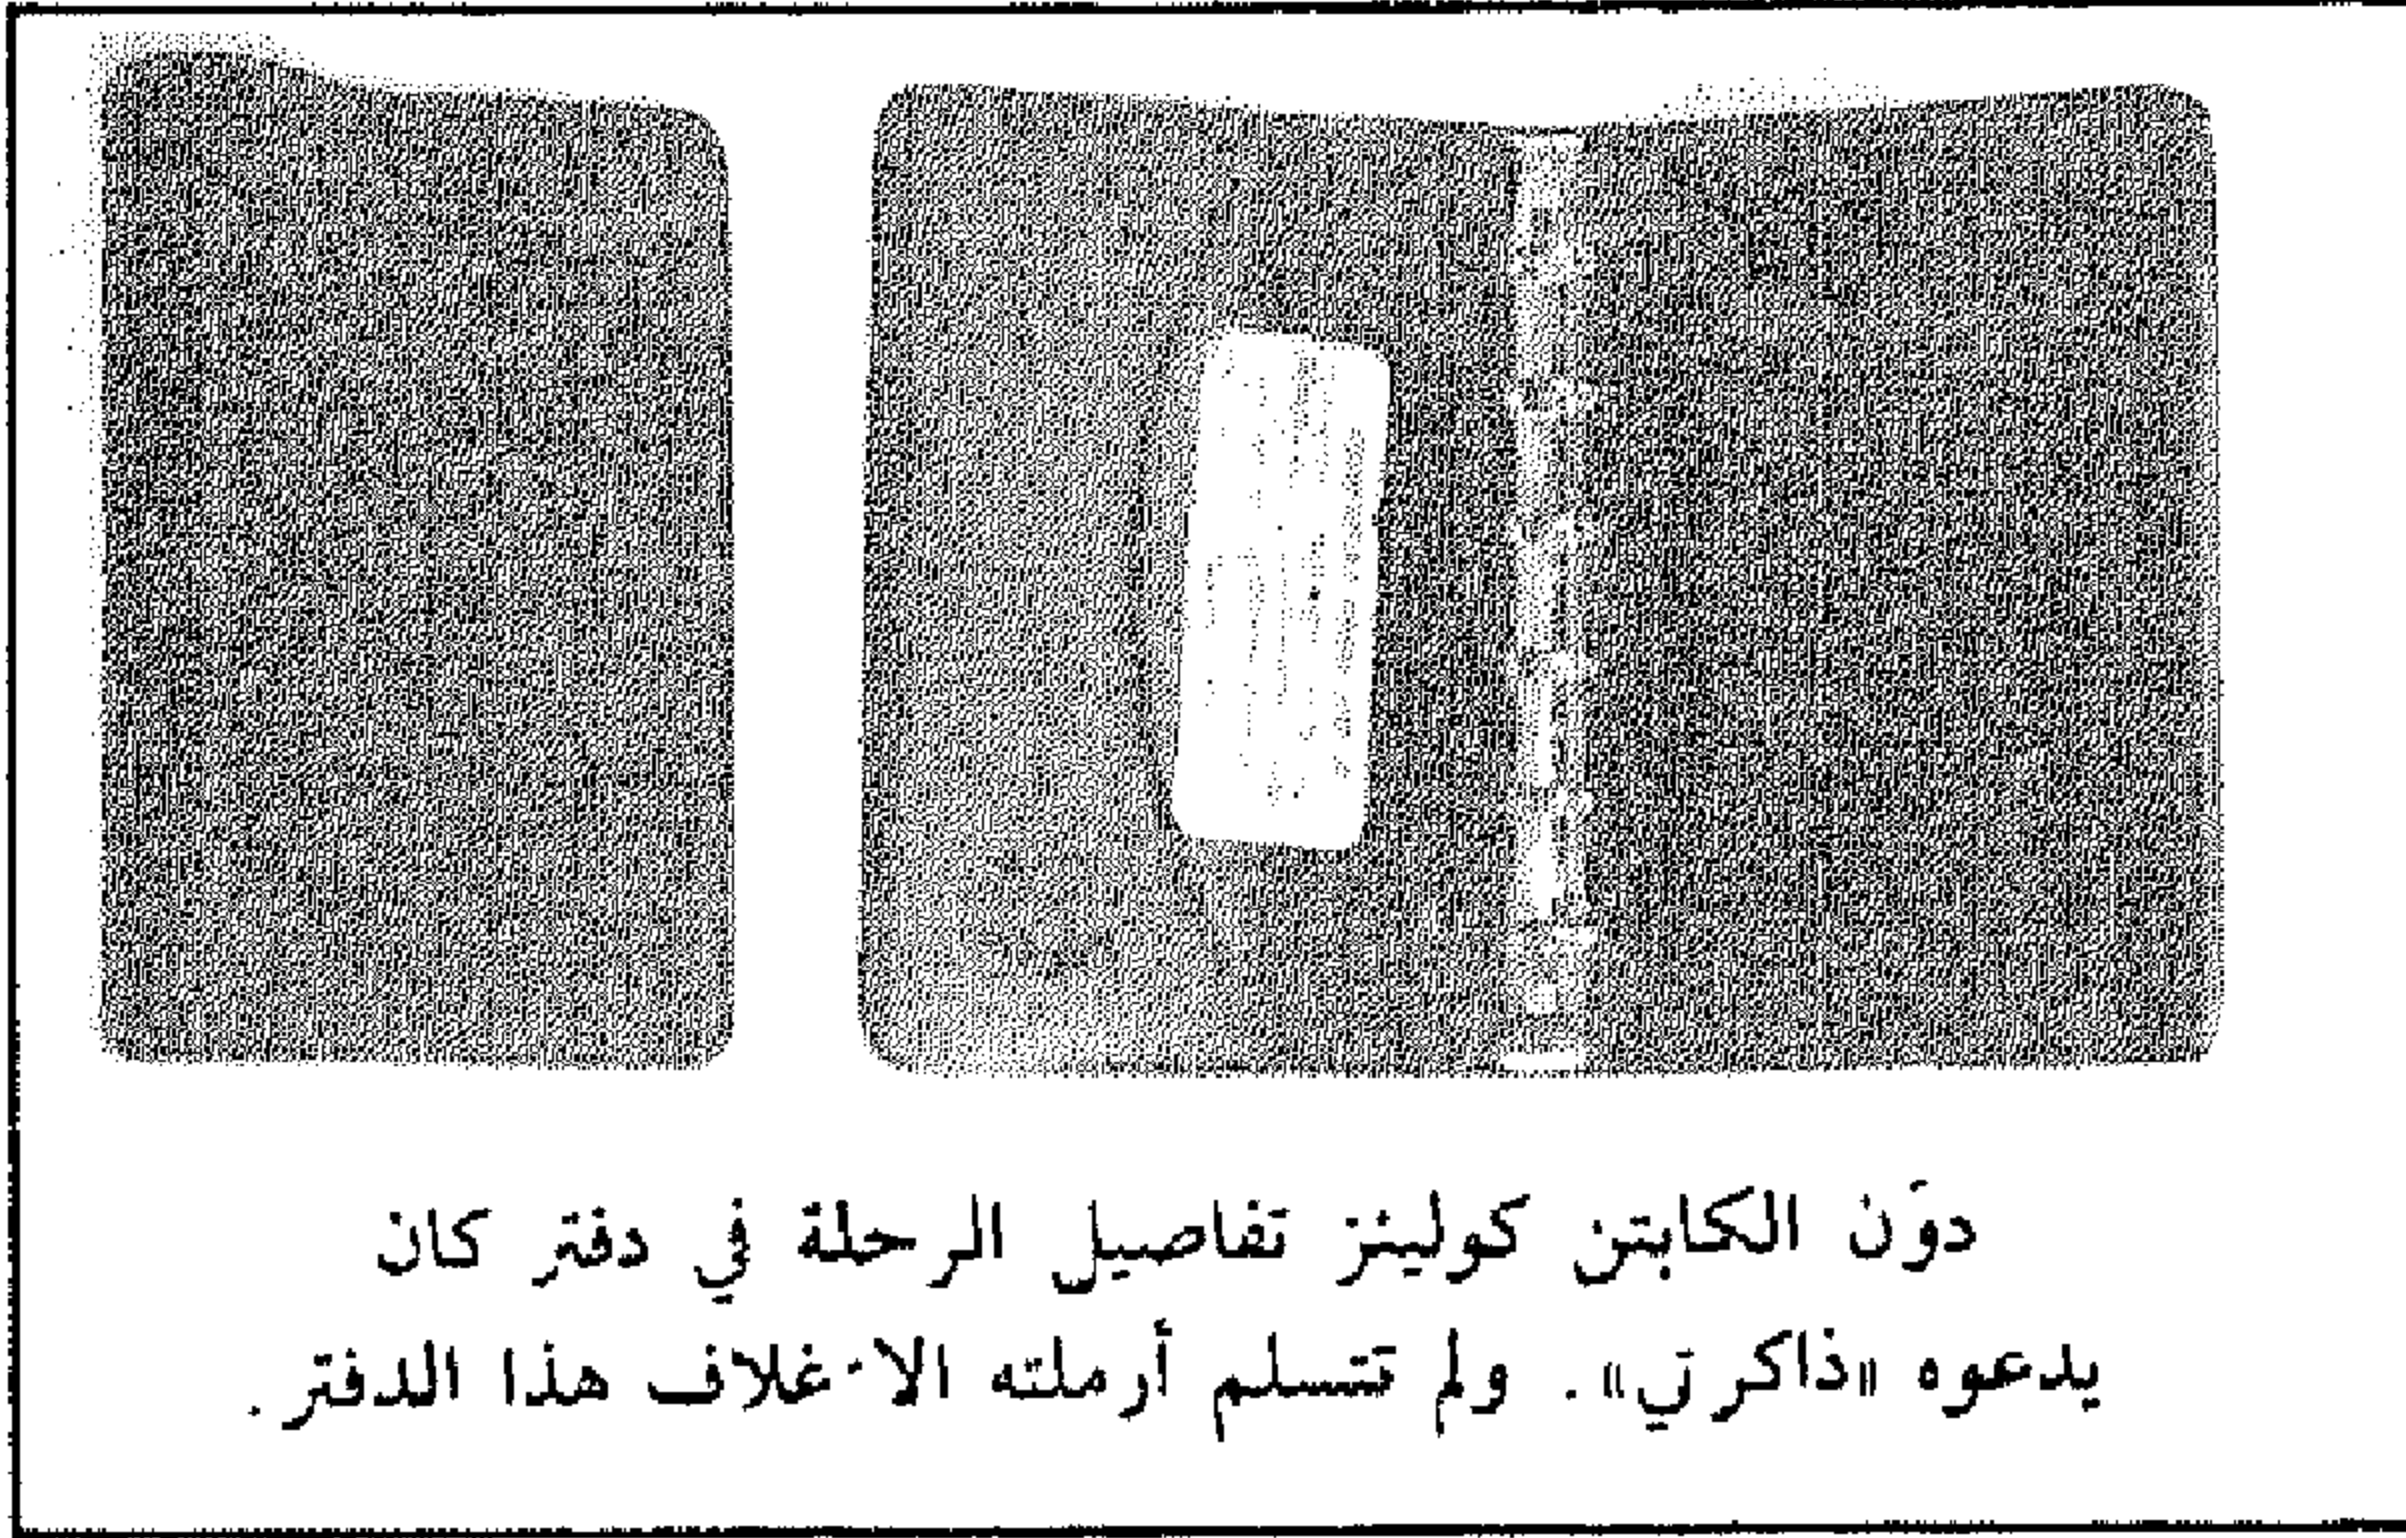 دوّن الكابتن كولينز تفاصيل الرحلة في دفتر كان
يدعوه «ذاكرتي». ولم تتسلم أرملته الا غلاف هذا الدفتر.